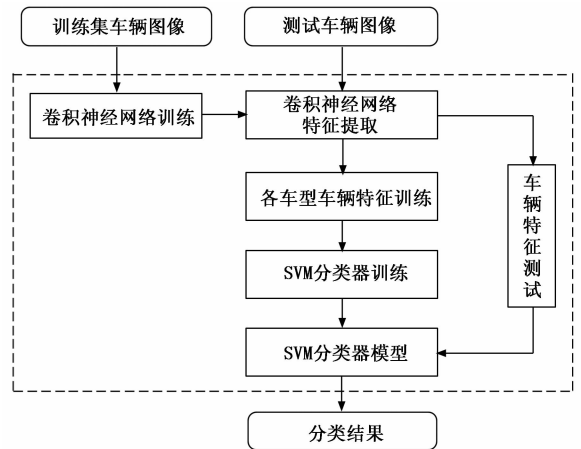 训练集车辆图像
测试车辆图像
卷积神经网络训练
卷积神经网络
特征提取
各车型车辆特征训练
车辆特征测试
SVM分类器训练
SVM分类器模型
分类结果